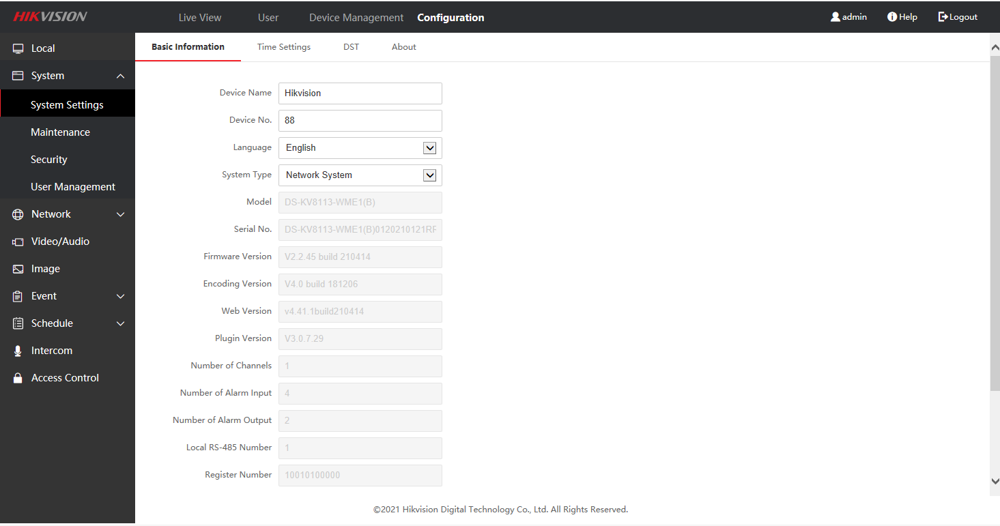 HIKVISION Live View User Device Management Configuration admin Help Logout
Local
System
System Settings
Maintenance
Security
User Management
Network
Video/Audio
Image
Event
Schedule
Intercom
Access Control
Basic Information Time Settings DST About
Device Name Hikvision
Device No. 88
Language English
System Type Network System
Model DS-KV8113-WME1(B)
Serial No. DS-KV8113-WME1(B)0120210121RF
Firmware Version V2.2.45 build 210414
Encoding Version V4.0 build 181206
Web Version v4.41.1build210414
Plugin Version V3.0.7.29
Number of Channels 1
Number of Alarm Input 4
Number of Alarm Output 2
Local RS-485 Number 1
Register Number 10010100000
©2021 Hikvision Digital Technology Co., Ltd. All Rights Reserved.